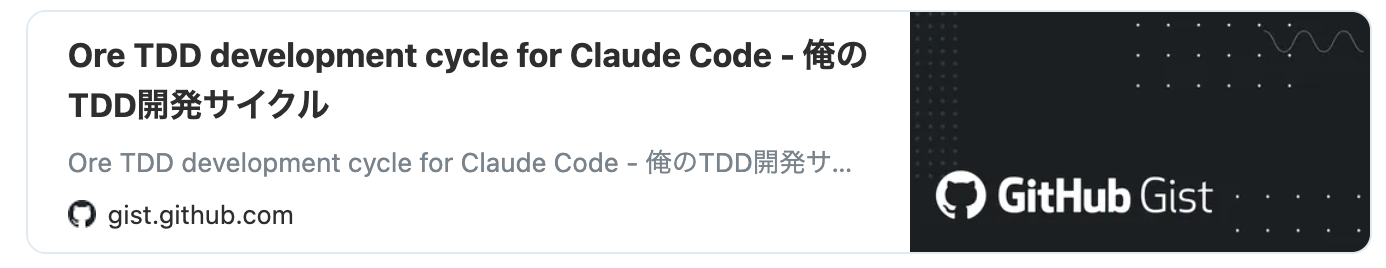 Ore TDD development cycle for Claude Code - 俺の
TDD開発サイクル
Ore TDD development cycle for Claude Code - 俺のTDD開発サ...
gist.github.com
GitHub Gist